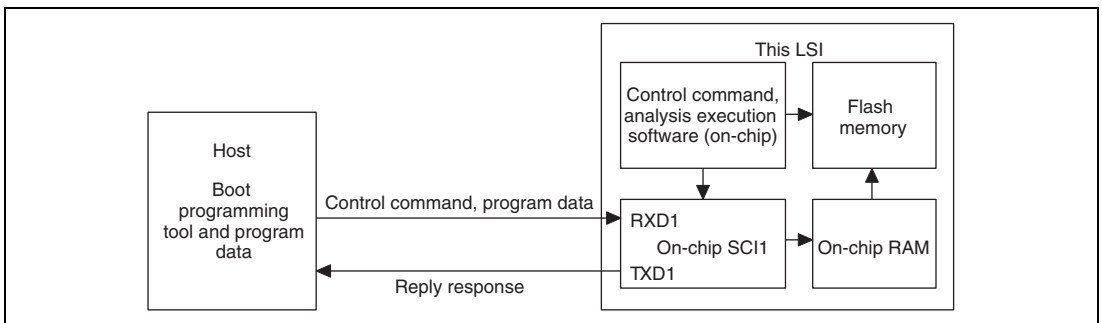 This LSI
Control command,
analysis execution
software (on-chip)
Flash
memory
Host
Boot
programming
tool and program
data
Control command, program data
RXD1
On-chip SCI1
TXD1
On-chip RAM
Reply response